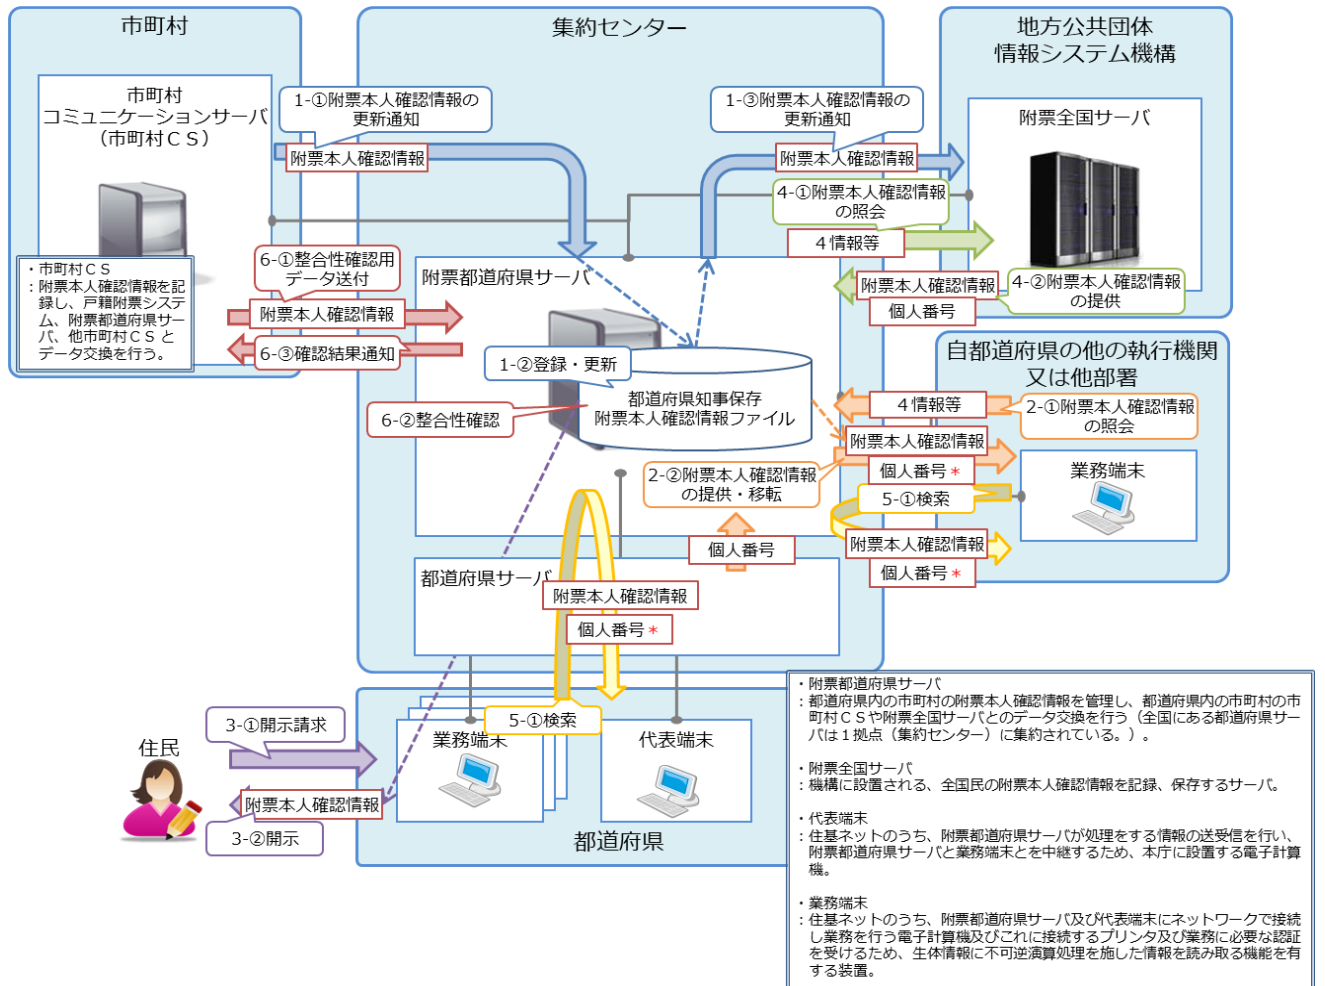 市町村
市町村
コミュニケーションサーバ
（市町村ＣＳ）
・市町村ＣＳ
：附票本人確認情報を記
録し、戸籍附票システ
ム、附票都道府県サー
バ、他市町村ＣＳと
データ交換を行う。
集約センター
1-①附票本人確認情報の
更新通知
附票本人確認情報
1-③附票本人確認情報の
更新通知
附票本人確認情報
地方公共団体
情報システム機構
附票全国サーバ
4-①附票本人確認情報
の照会
４情報等
附票本人確認情報
個人番号
4-②附票本人確認情報
の提供
6-①整合性確認用
データ送付
附票本人確認情報
6-③確認結果通知
附票都道府県サーバ
1-②登録・更新
6-②整合性確認
都道府県知事保存
附票本人確認情報ファイル
自都道府県の他の執行機関
又は他部署
４情報等
2-①附票本人確認情報
の照会
附票本人確認情報
個人番号＊
2-②附票本人確認情報
の提供・移転
業務端末
5-①検索
附票本人確認情報
個人番号＊
個人番号
都道府県サーバ
附票本人確認情報
個人番号＊
5-①検索
業務端末
代表端末
都道府県
住民
3-①開示請求
附票本人確認情報
3-②開示
・附票都道府県サーバ
：都道府県内の市町村の附票本人確認情報を管理し、都道府県内の市町村の市
町村ＣＳや附票全国サーバとのデータ交換を行う（全国にある都道府県サー
バは１拠点（集約センター）に集約されている。）。
・附票全国サーバ
：機構に設置される、全国民の附票本人確認情報を記録、保存するサーバ。
・代表端末
：住基ネットのうち、附票都道府県サーバが処理をする情報の送受信を行い、
附票都道府県サーバと業務端末とを中継するため、本庁に設置する電子計算
機。
・業務端末
：住基ネットのうち、附票都道府県サーバ及び代表端末にネットワークで接続
し業務を行う電子計算機及びこれに接続するプリンタ及び業務に必要な認証
を受けるため、生体情報に不可逆演算処理を施した情報を読み取る機能を有
する装置。